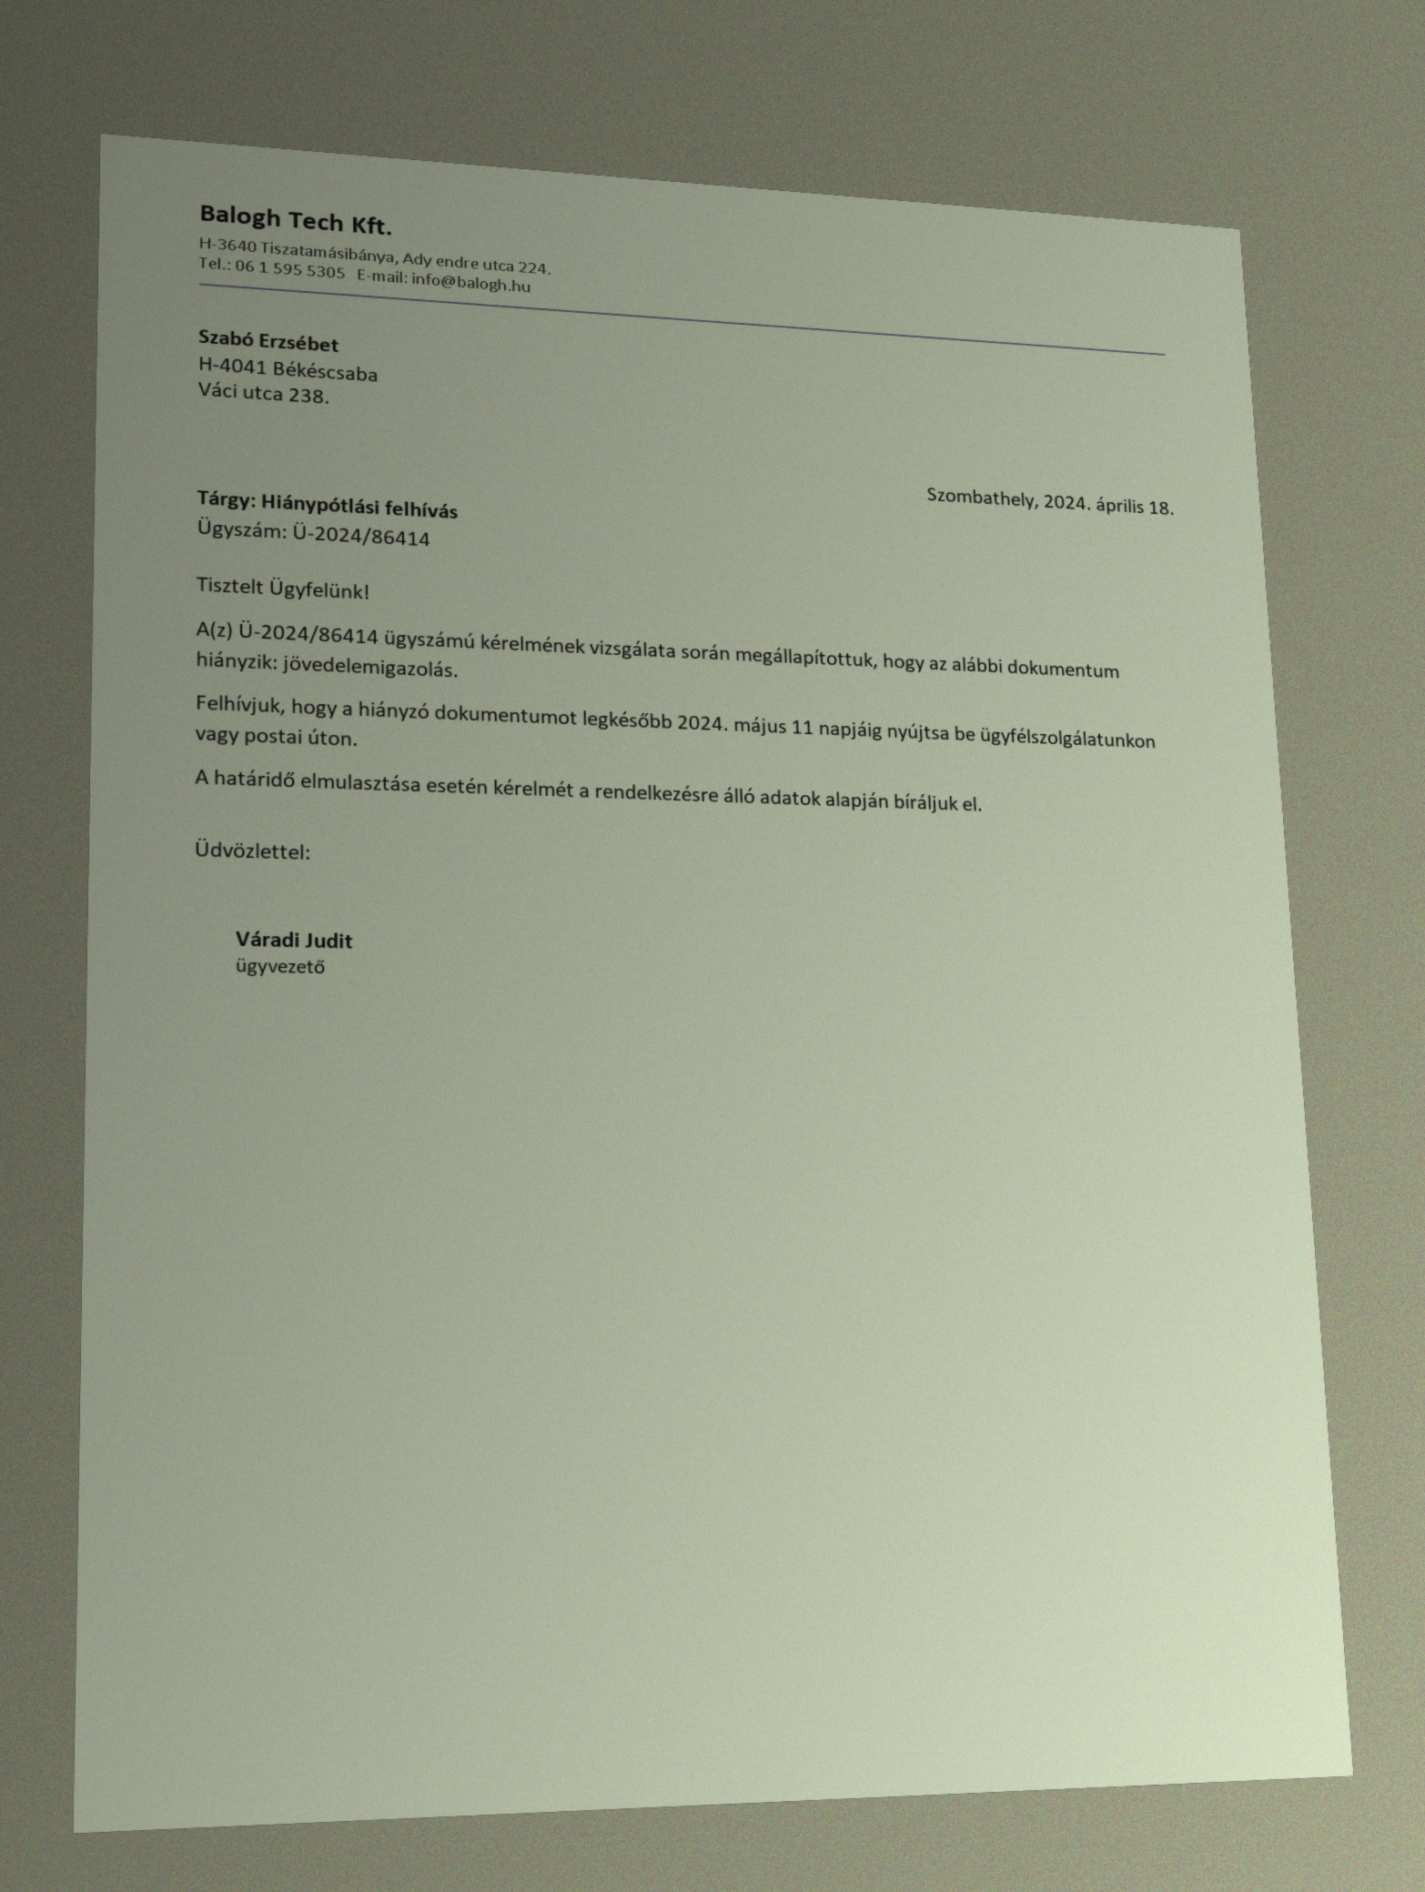 Balogh Tech Kft.
H-3640 Tiszatamásibánya, Ady endre utca 224.
Tel.: 06 1 595 5305   E-mail: info@balogh.hu
Szabó Erzsébet
H-4041 Békéscsaba
Váci utca 238.
Szombathely, 2024. április 18.
Tárgy: Hiánypótlási felhívás
Ügyszám: Ü-2024/86414
Tisztelt Ügyfelünk!
A(z) Ü-2024/86414 ügyszámú kérelmének vizsgálata során megállapítottuk, hogy az alábbi dokumentum
hiányzik: jövedelemigazolás.
Felhívjuk, hogy a hiányzó dokumentumot legkésőbb 2024. május 11 napjáig nyújtsa be ügyfélszolgálatunkon
vagy postai úton.
A határidő elmulasztása esetén kérelmét a rendelkezésre álló adatok alapján bíráljuk el.
Üdvözlettel:
Váradi Judit
ügyvezető